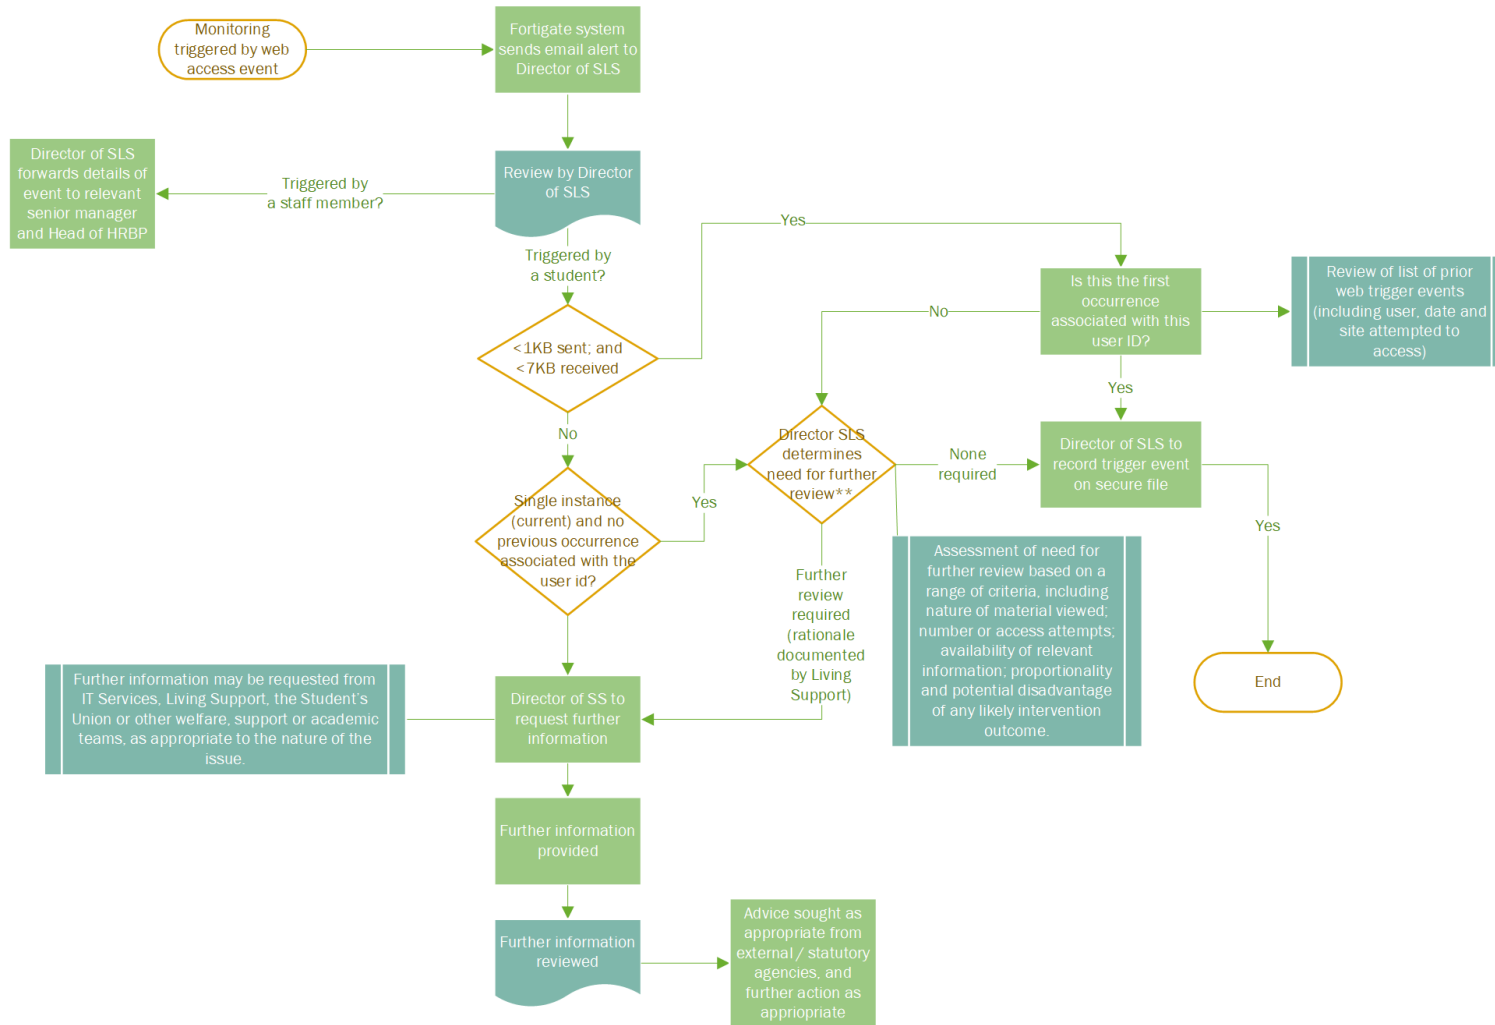 Monitoring
triggered by web
access event
Fortigate system
sends email alert to
Director of SLS
Director of SLS
forwards details of
event to relevant
senior manager
and Head of HRBP
Triggered by
a staff member?
Review by Director
of SLS
Triggered by
a student?
Yes
<1KB sent; and
<7KB received
Is this the first
occurrence
associated with this
user ID?
Review of list of prior
web trigger events
(including user, date and
site attempted to
access)
No
Yes
No
Director SLS
determines
need for further
review**
None
required
Director of SLS to
record trigger event
on secure file
Single instance
(current) and no
previous occurrence
associated with the
user id?
Yes
Yes
Further
review
required
(rationale
documented
by Living
Support)
Assessment of need for
further review based on a
range of criteria, including
nature of material viewed;
number or access attempts;
availability of relevant
information; proportionality
and potential disadvantage
of any likely intervention
outcome.
End
Further information may be requested from
IT Services, Living Support, the Student's
Union or other welfare, support or academic
teams, as appropriate to the nature of the
issue.
Director of SS to
request further
information
Further information
provided
Further information
reviewed
Advice sought as
appropriate from
external / statutory
agencies, and
further action as
appriopriate